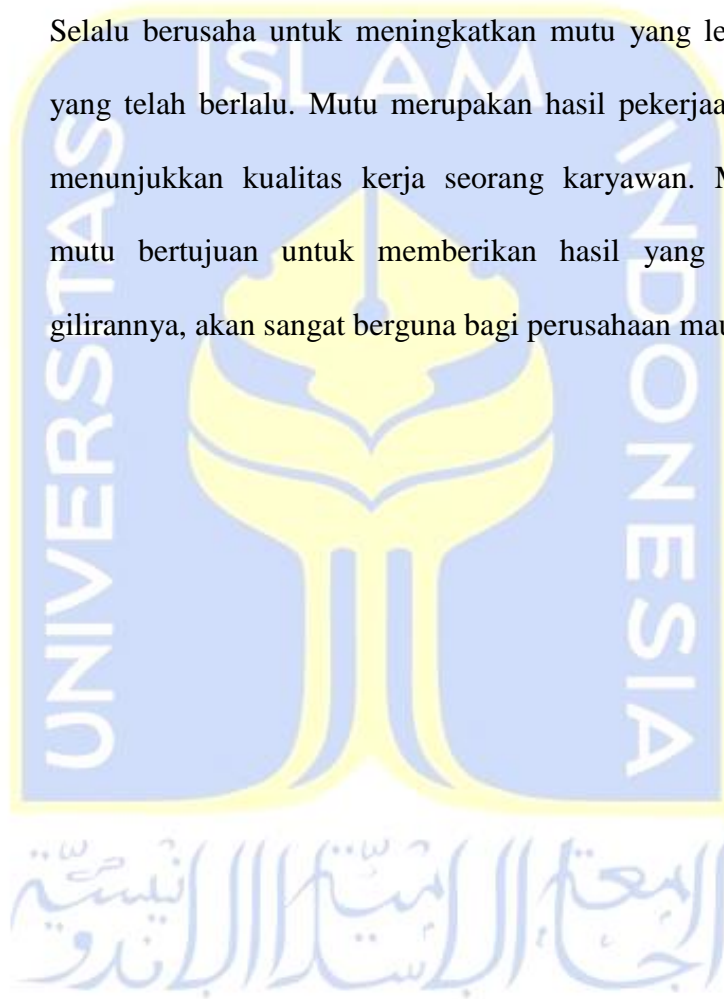 Selalu berusaha untuk meningkatkan mutu yang le
yang telah berlalu. Mutu merupakan hasil pekerjaa
menunjukkan kualitas kerja seorang karyawan. M
mutu bertujuan untuk memberikan hasil yang
gilirannya, akan sangat berguna bagi perusahaan mau
UNIVERSITAS
ISLAM
INDONESIA